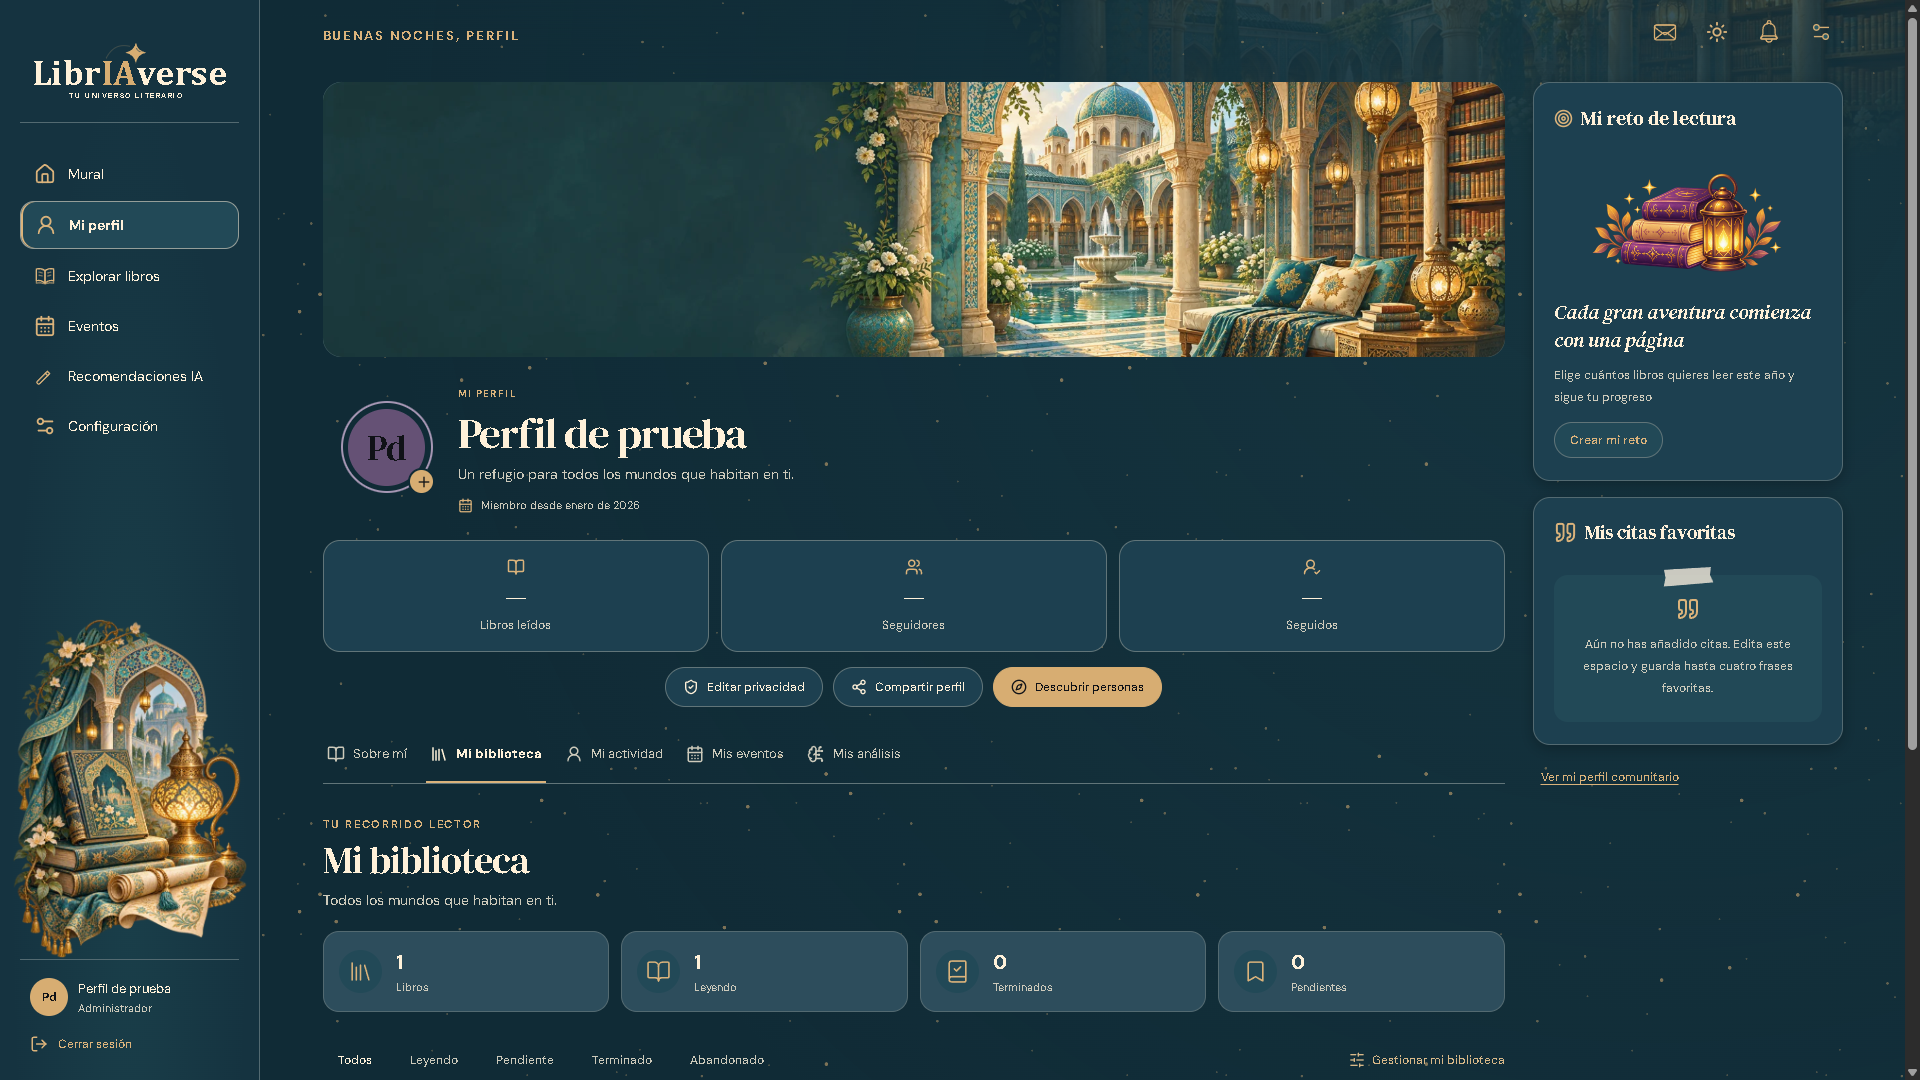 LibrIAverse
TU UNIVERSO LITERARIO
Mural
Mi perfil
Explorar libros
Eventos
Recomendaciones IA
Configuración
Pd
Perfil de prueba
Administrador
Cerrar sesión
BUENAS NOCHES, PERFIL
MI PERFIL
Pd
Perfil de prueba
Un refugio para todos los mundos que habitan en ti.
Miembro desde enero de 2026
—
Libros leídos
—
Seguidores
—
Seguidos
Editar privacidad
Compartir perfil
Descubrir personas
Sobre mí
Mi biblioteca
Mi actividad
Mis eventos
Mis análisis
TU RECORRIDO LECTOR
Mi biblioteca
Todos los mundos que habitan en ti.
1
Libros
1
Leyendo
0
Terminados
0
Pendientes
Todos
Leyendo
Pendiente
Terminado
Abandonado
Gestionar mi biblioteca
Mi reto de lectura
Cada gran aventura comienza
con una página
Elige cuántos libros quieres leer este año y
sigue tu progreso
Crear mi reto
Mis citas favoritas
Aún no has añadido citas. Edita este
espacio y guarda hasta cuatro frases
favoritas.
Ver mi perfil comunitario